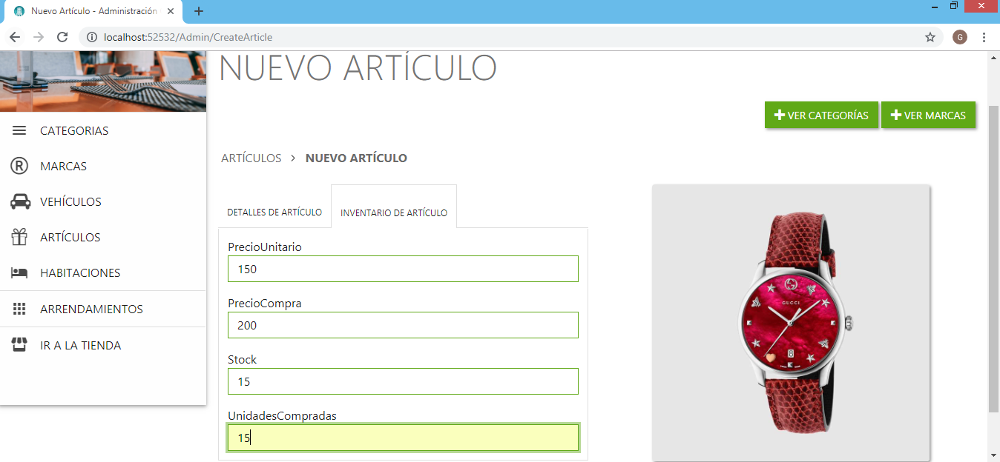 Nuevo Artículo - Administración
localhost:52532/Admin/CreateArticle
G
NUEVO ARTÍCULO
VER CATEGORÍAS
VER MARCAS
CATEGORIAS
® MARCAS
VEHÍCULOS
ARTÍCULOS
HABITACIONES
ARRENDAMIENTOS
IR A LA TIENDA
ARTÍCULOS > NUEVO ARTÍCULO
DETALLES DE ARTÍCULO
INVENTARIO DE ARTÍCULO
PrecioUnitario
150
PrecioCompra
200
Stock
15
UnidadesCompradas
15
GUCCI
8